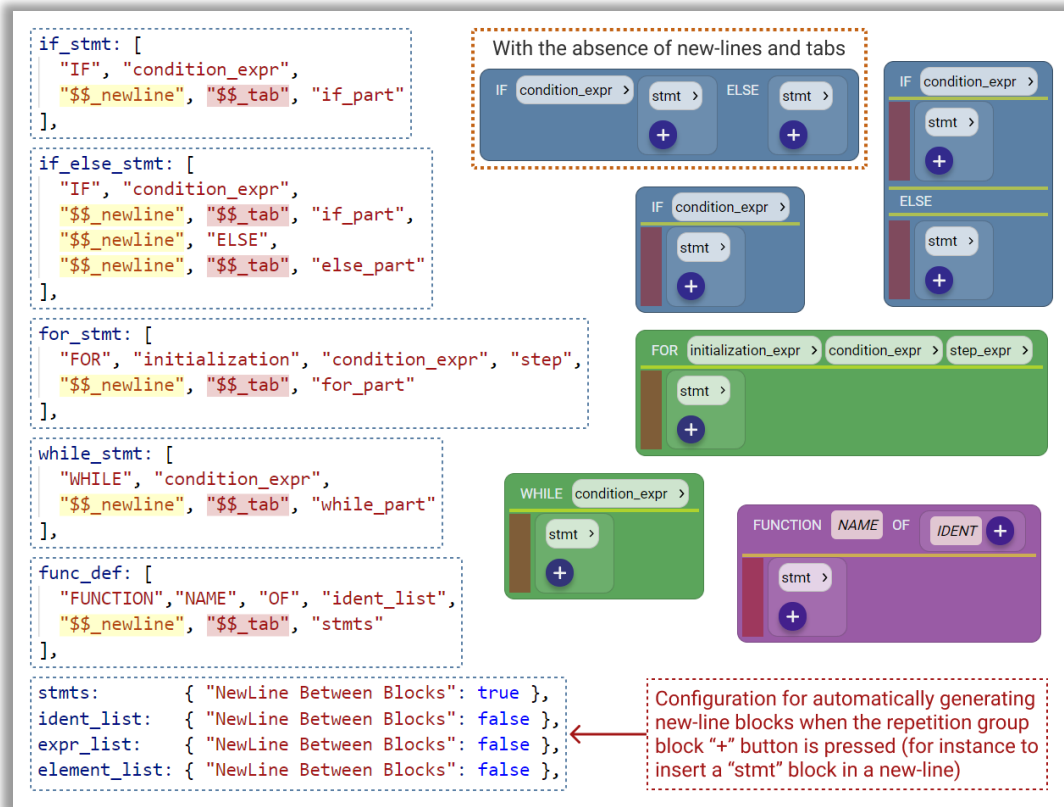 if_stmt: [
"IF", "condition_expr",
"$$_newline", "$$_tab", "if_part"
],
if_else_stmt: [
"IF", "condition_expr",
"$$_newline", "$$_tab", "if_part",
"$$_newline", "ELSE",
"$$_newline", "$$_tab", "else_part"
],
for_stmt: [
"FOR", "initialization", "condition_expr", "step",
"$$_newline", "$$_tab", "for_part"
],
while_stmt: [
"WHILE", "condition_expr",
"$$_newline", "$$_tab", "while_part"
],
func_def: [
"FUNCTION","NAME", "OF", "ident_list",
"$$_newline", "$$_tab", "stmts"
],
stmts: { "NewLine Between Blocks": true },
ident_list: { "NewLine Between Blocks": false },
expr_list: { "NewLine Between Blocks": false },
element_list: { "NewLine Between Blocks": false },
With the absence of new-lines and tabs
IF condition_expr > stmt > ELSE stmt >
+ +
IF condition_expr >
stmt >
+
ELSE
stmt >
+
IF condition_expr >
stmt >
+
FOR initialization_expr > condition_expr > step_expr >
stmt >
+
WHILE condition_expr >
stmt >
+
FUNCTION NAME OF IDENT +
stmt >
+
Configuration for automatically generating
new-line blocks when the repetition group
block “+” button is pressed (for instance to
insert a “stmt” block in a new-line)